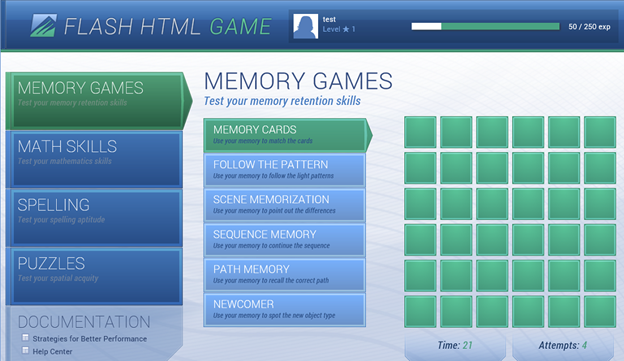 FLASH HTML GAME
test
Level ★ 1
50 / 250 exp
MEMORY GAMES
Test your memory retention skills
MATH SKILLS
Test your mathematics skills
SPELLING
Test your spelling aptitude
PUZZLES
Test your spatial acquity
DOCUMENTATION
Strategies for Better Performance
Help Center
MEMORY GAMES
Test your memory retention skills
MEMORY CARDS
Use your memory to match the cards
FOLLOW THE PATTERN
Use your memory to follow the light patterns
SCENE MEMORIZATION
Use your memory to point out the differences
SEQUENCE MEMORY
Use your memory to continue the sequence
PATH MEMORY
Use your memory to recall the correct path
NEWCOMER
Use your memory to spot the new object type
Time: 21
Attempts: 4